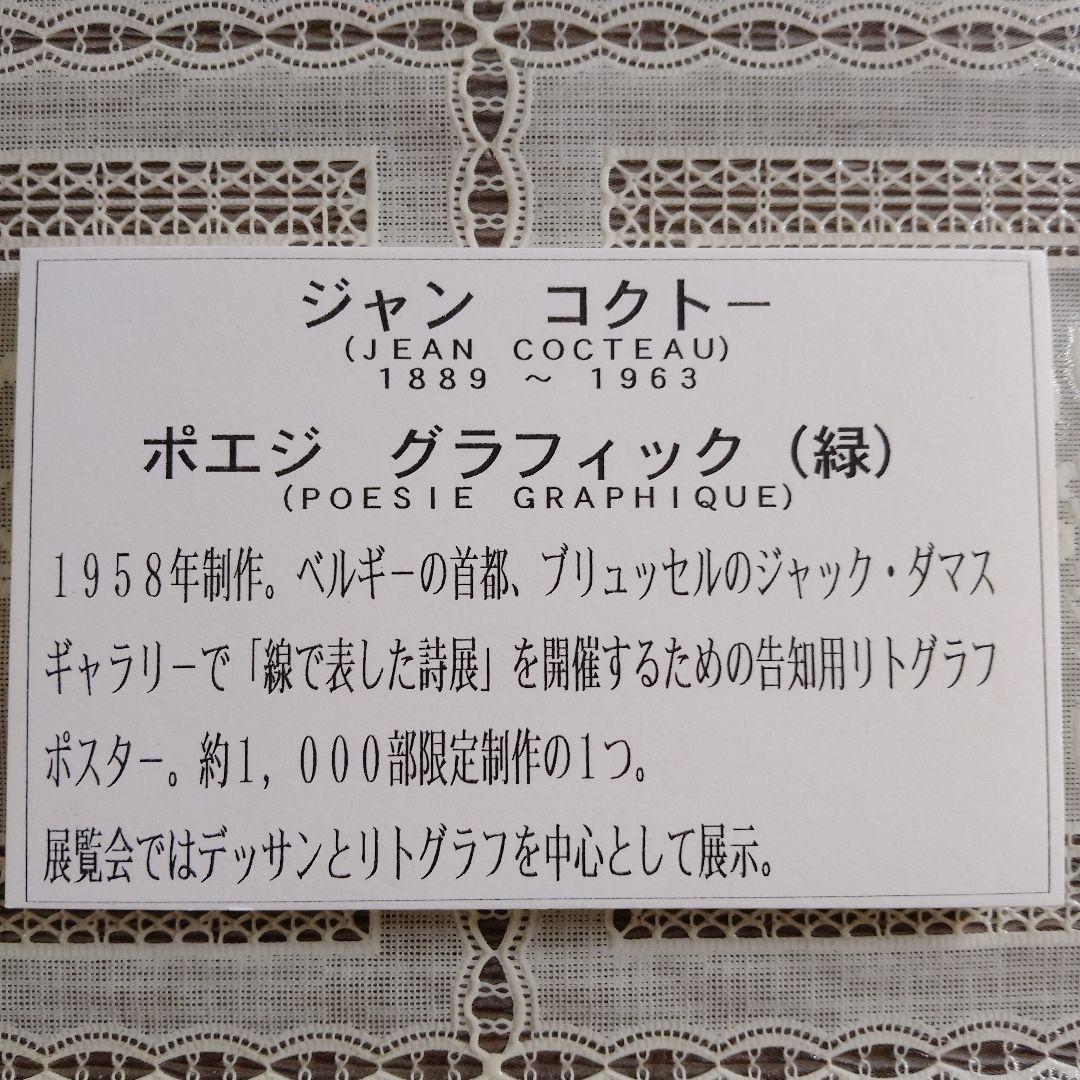 ジャン　コクトー
(JEAN　COCTEAU)
1889 ～ 1963
ポエジ　グラフィック（緑）
(POESIE　GRAPHIQUE)
１９５８年制作。ベルギーの首都、ブリュッセルのジャック・ダマス
ギャラリーで「線で表した詩展」を開催するための告知用リトグラフ
ポスター。約１，０００部限定制作の１つ。
展覧会ではデッサンとリトグラフを中心として展示。